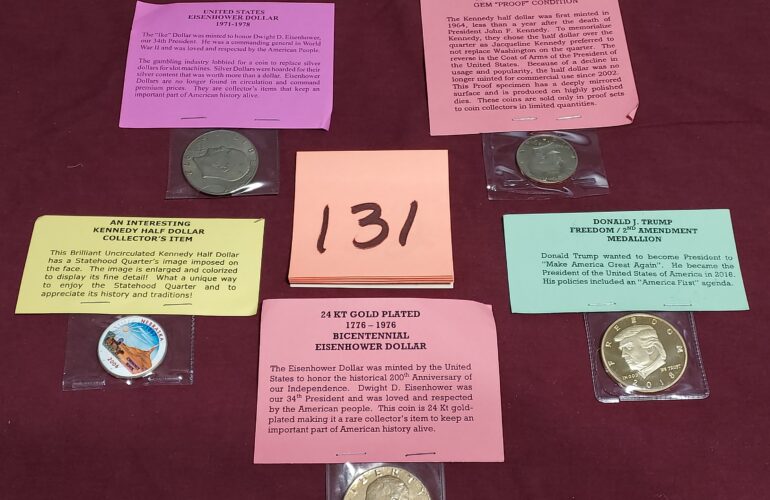 UNITED STATES
EISENHOWER DOLLAR
1971-1978
The "Ike" Dollar was minted to honor Dwight D. Eisenhower,
our 34th President. He was a commanding general in World
War II and was loved and respected by the American People.
The gambling industry lobbied for a coin to replace silver
dollars for slot machines. Silver Dollars were hoarded for their
silver content that was worth more than a dollar. Eisenhower
Dollars are no longer found in circulation and command
premium prices. They are collector's items that keep an
important part of American history alive.
GEM "PROOF" CONDITION
The Kennedy half dollar was first minted in
1964, less than a year after the death of
President John F. Kennedy. To memorialize
Kennedy, they chose the half dollar over the
quarter as Jacqueline Kennedy preferred to
not replace Washington on the quarter. The
reverse is the Coat of Arms of the President of
the United States. Because of a decline in
usage and popularity, the half dollar was no
longer minted for commercial use since 2002.
This Proof specimen has a deeply mirrored
surface and is produced on highly polished
dies. These coins are sold only in proof sets
to coin collectors in limited quantities.
131
AN INTERESTING
KENNEDY HALF DOLLAR
COLLECTOR'S ITEM
This Brilliant Uncirculated Kennedy Half Dollar
has a Statehood Quarter's image imposed on
the face. The image is enlarged and colorized
to display its fine detail! What a unique way
to enjoy the Statehood Quarter and to
appreciate its history and traditions!
NEBRASKA
2006
DONALD J. TRUMP
FREEDOM / 2ND AMENDMENT
MEDALLION
Donald Trump wanted to become President to
"Make America Great Again". He became the
President of the United States of America in 2016.
His policies included an "America First" agenda.
FREEDOM
IN GOD WE TRUST
24 KT GOLD PLATED
1776 – 1976
BICENTENNIAL
EISENHOWER DOLLAR
The Eisenhower Dollar was minted by the United
States to honor the historical 200th Anniversary of
our Independence. Dwight D. Eisenhower was
our 34th President and was loved and respected
by the American people. This coin is 24 Kt gold-
plated making it a rare collector's item to keep an
important part of American history alive.
LIBERTY